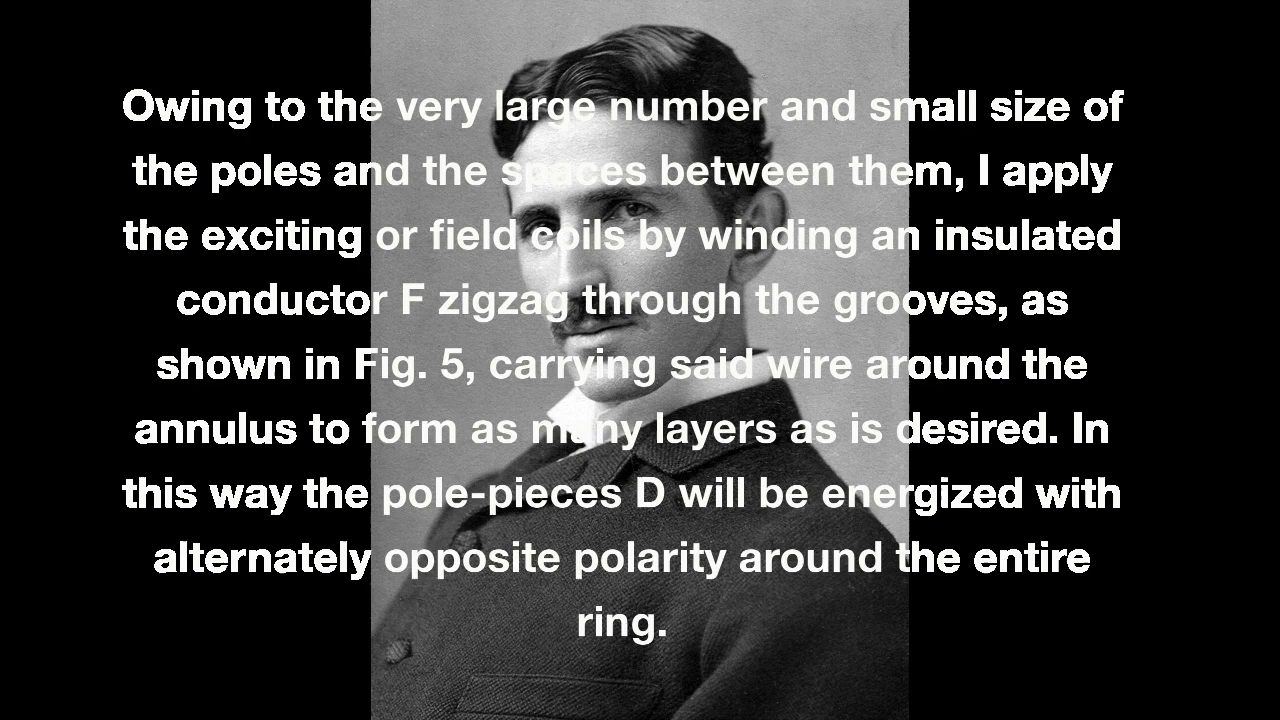 Owing to the very large number and small size of
the poles and the spaces between them, I apply
the exciting or field coils by winding an insulated
conductor F zigzag through the grooves, as
shown in Fig. 5, carrying said wire around the
annulus to form as many layers as is desired. In
this way the pole-pieces D will be energized with
alternately opposite polarity around the entire
ring.